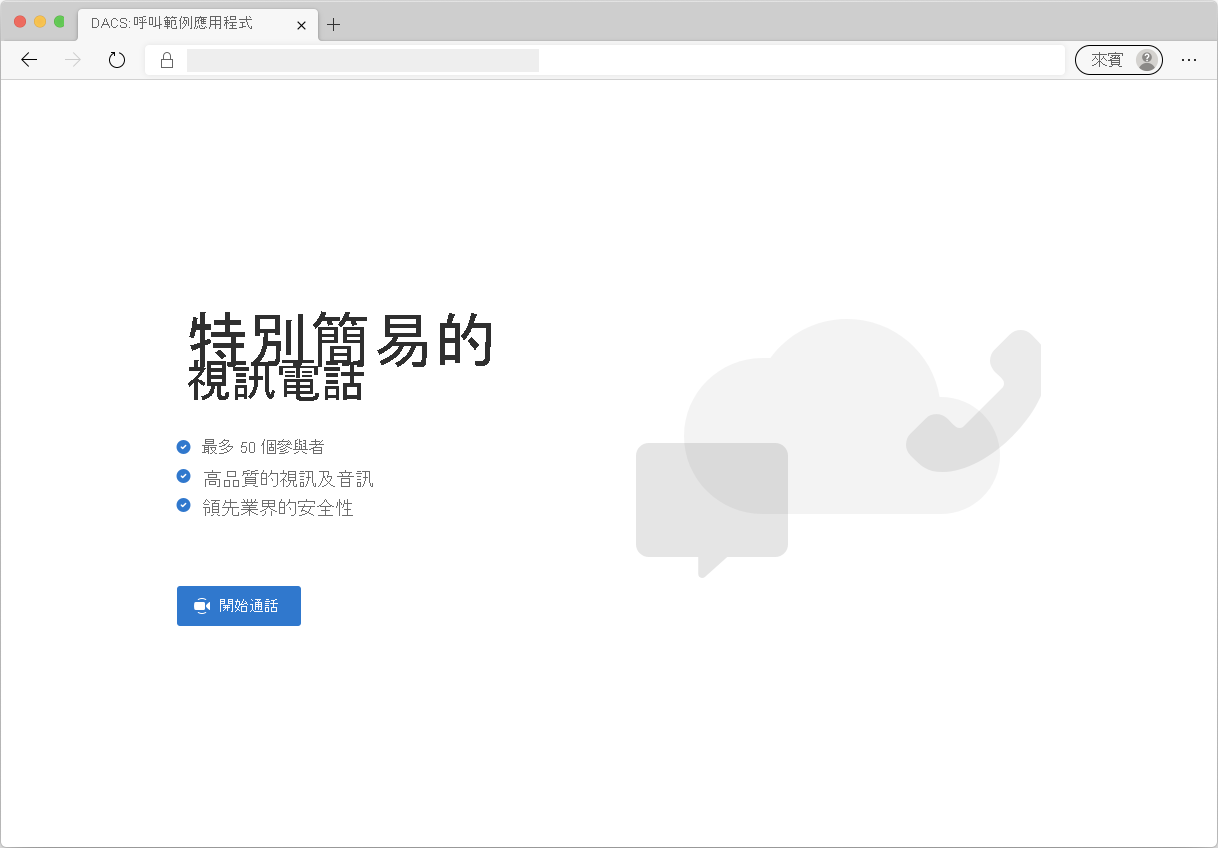 DACS: 呼叫範例應用程式
來賓
特別簡易的
視訊電話
最多 50 個參與者
高品質的視訊及音訊
領先業界的安全性
開始通話